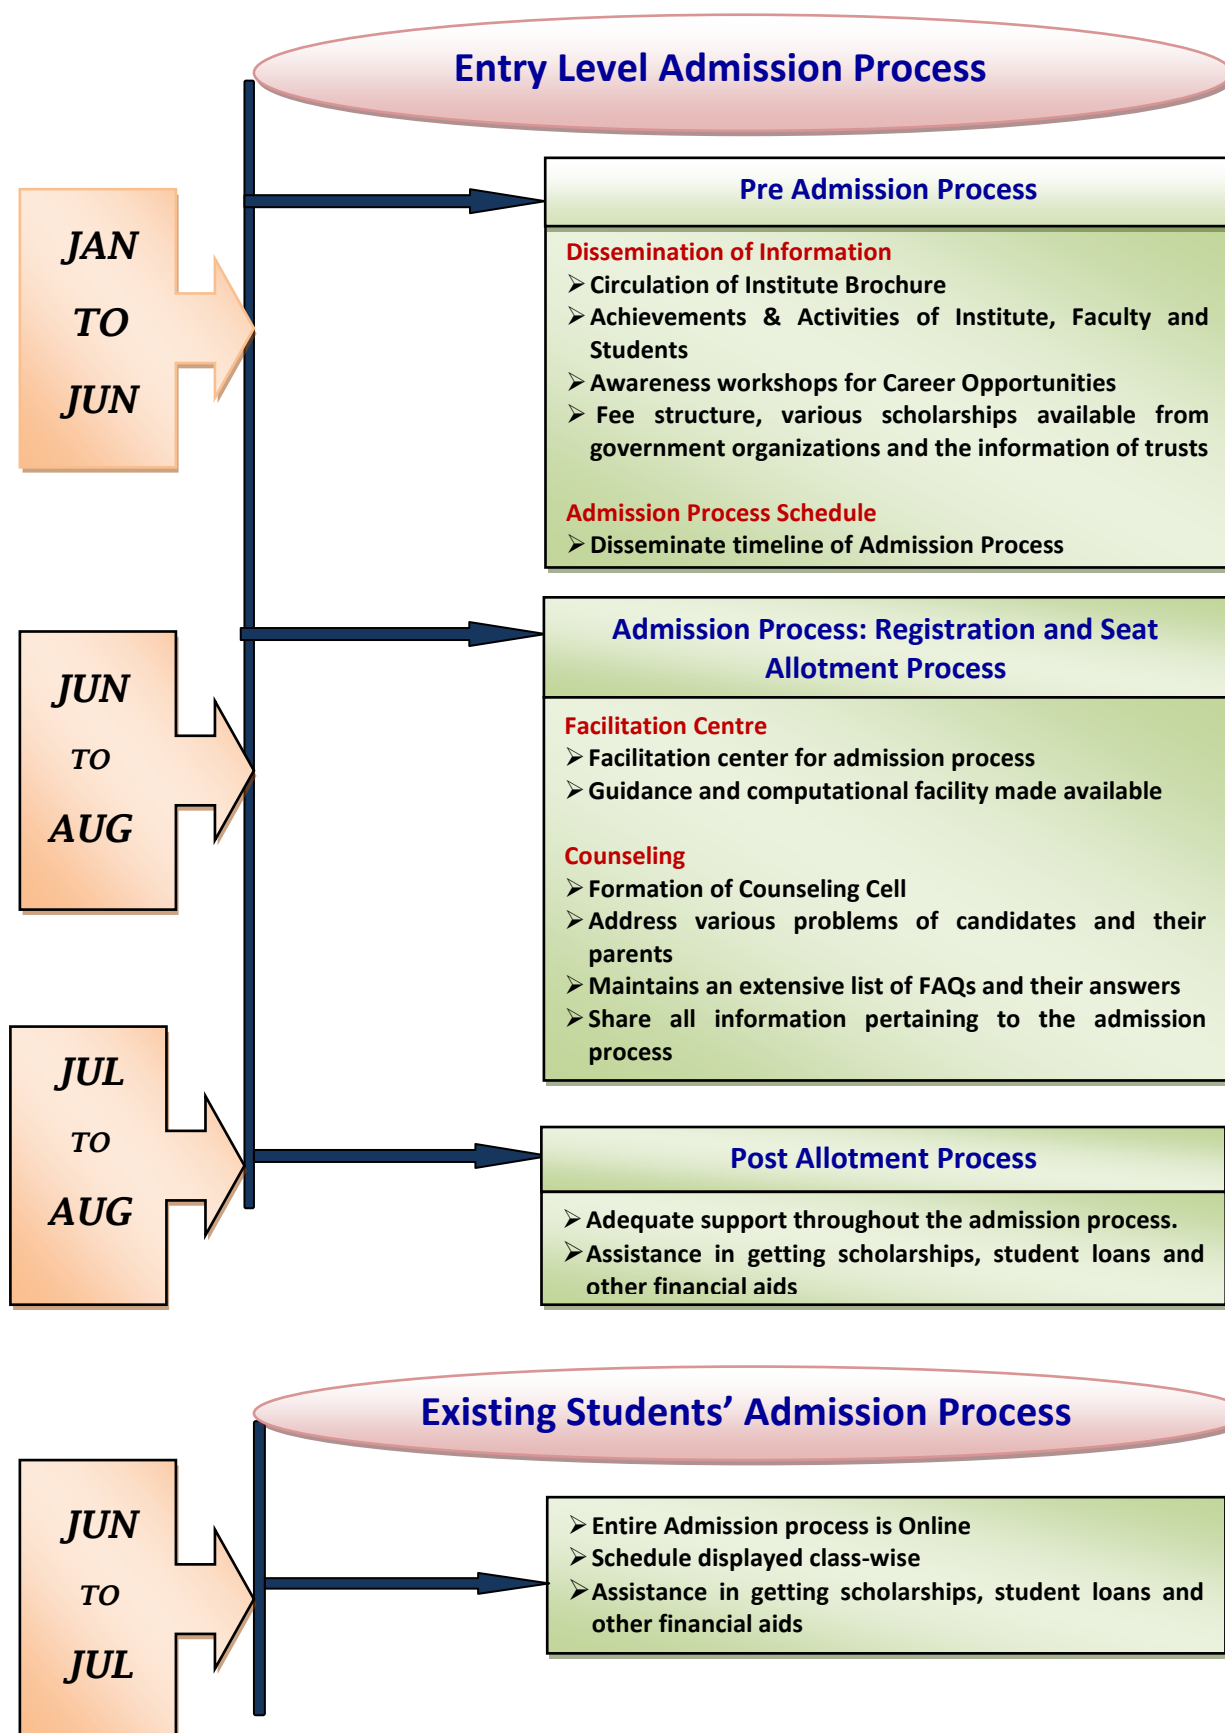 Entry Level Admission Process
JAN
TO
JUN
Pre Admission Process
Dissemination of Information
➢ Circulation of Institute Brochure
➢ Achievements & Activities of Institute, Faculty and
Students
➢ Awareness workshops for Career Opportunities
➢ Fee structure, various scholarships available from
government organizations and the information of trusts
Admission Process Schedule
➢ Disseminate timeline of Admission Process
JUN
TO
AUG
Admission Process: Registration and Seat
Allotment Process
Facilitation Centre
➢ Facilitation center for admission process
➢ Guidance and computational facility made available
Counseling
➢ Formation of Counseling Cell
➢ Address various problems of candidates and their
parents
➢ Maintains an extensive list of FAQs and their answers
➢ Share all information pertaining to the admission
process
JUL
TO
AUG
Post Allotment Process
➢ Adequate support throughout the admission process.
➢ Assistance in getting scholarships, student loans and
other financial aids
Existing Students’ Admission Process
JUN
TO
JUL
➢ Entire Admission process is Online
➢ Schedule displayed class-wise
➢ Assistance in getting scholarships, student loans and
other financial aids